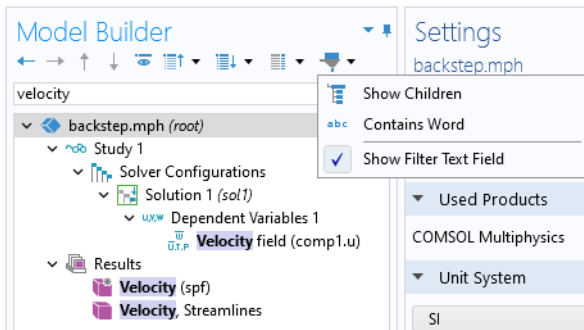 Model Builder
Settings
backstep.mph
velocity
Show Children
abc Contains Word
Show Filter Text Field
backstep.mph (root)
Study 1
Solver Configurations
Solution 1 (sol1)
u,v,w Dependent Variables 1
Velocity field (comp1.u)
Results
Velocity (spf)
Velocity, Streamlines
Used Products
COMSOL Multiphysics
Unit System
SI